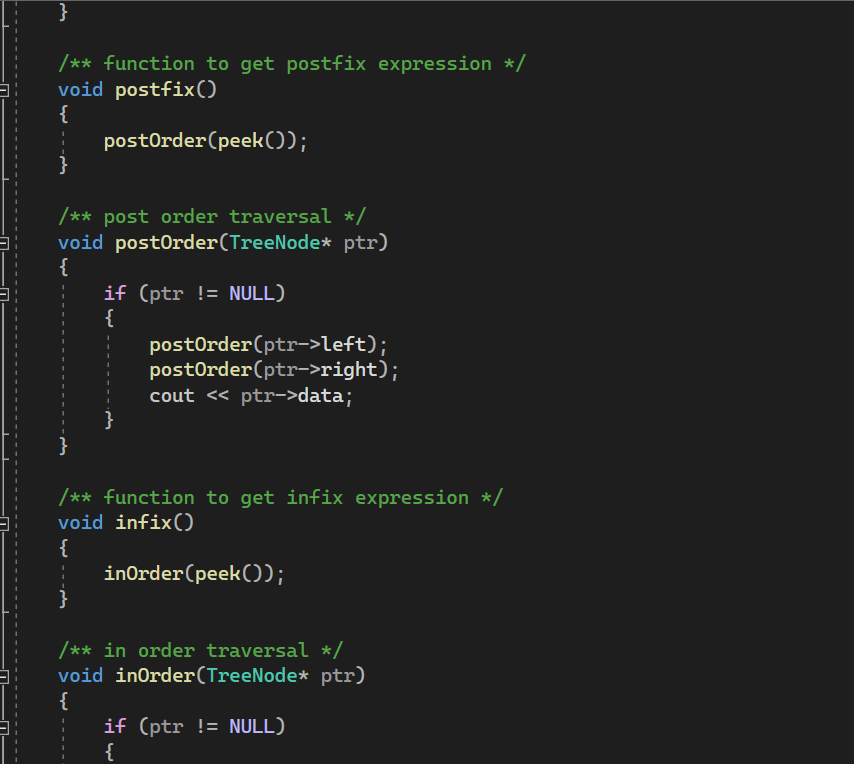 }
/** function to get postfix expression */
void postfix()
{
postOrder(peek());
}
/** post order traversal */
void postOrder(TreeNode* ptr)
{
if (ptr != NULL)
{
postOrder(ptr->left);
postOrder(ptr->right);
cout << ptr->data;
}
}
/** function to get infix expression */
void infix()
{
inOrder(peek());
}
/** in order traversal */
void inOrder(TreeNode* ptr)
{
if (ptr != NULL)
{